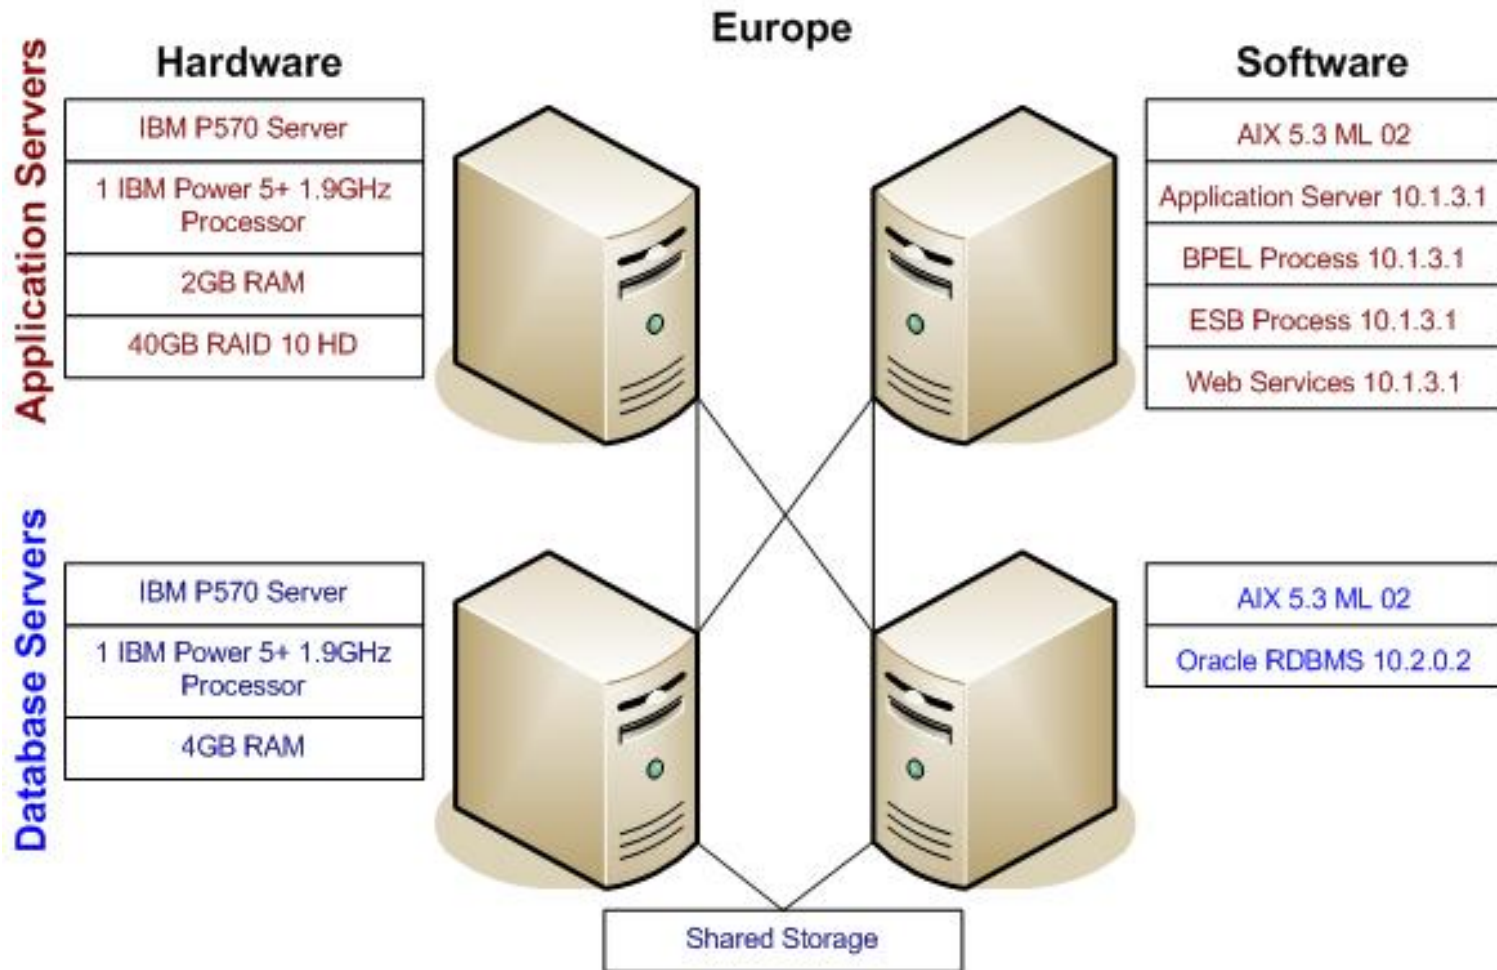 Europe
Hardware
Software
Application Servers
IBM P570 Server
1 IBM Power 5+ 1.9GHz
Processor
2GB RAM
40GB RAID 10 HD
AIX 5.3 ML 02
Application Server 10.1.3.1
BPEL Process 10.1.3.1
ESB Process 10.1.3.1
Web Services 10.1.3.1
Database Servers
IBM P570 Server
1 IBM Power 5+ 1.9GHz
Processor
4GB RAM
AIX 5.3 ML 02
Oracle RDBMS 10.2.0.2
Shared Storage